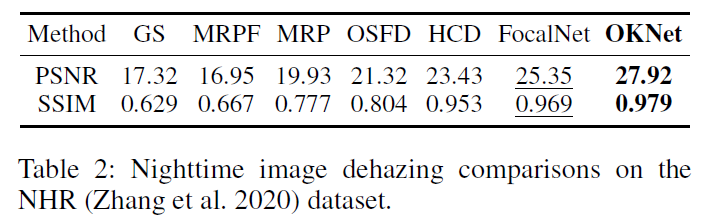 Method GS MRPF MRP OSFD HCD FocalNet OKNet
PSNR 17.32 16.95 19.93 21.32 23.43 25.35 27.92
SSIM 0.629 0.667 0.777 0.804 0.953 0.969 0.979
Table 2: Nighttime image dehazing comparisons on the
NHR (Zhang et al. 2020) dataset.